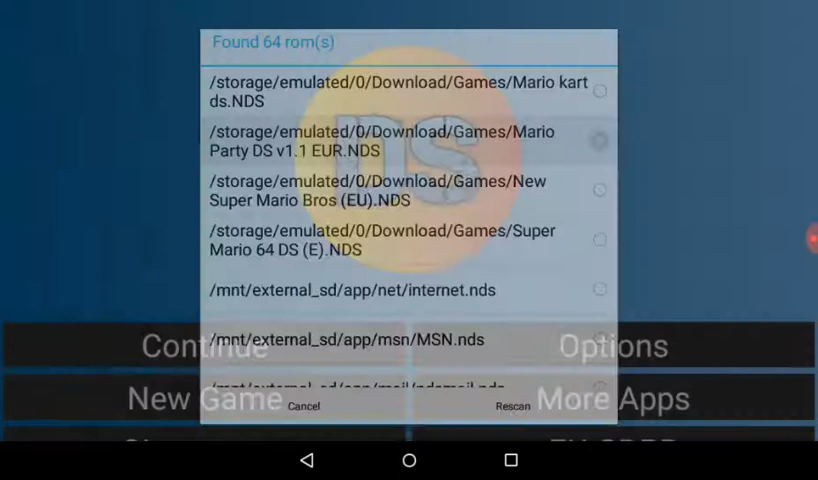 Found 64 rom(s)
/storage/emulated/0/Download/Games/Mario kart
ds.NDS
/storage/emulated/0/Download/Games/Mario
Party DS v1.1 EUR.NDS
/storage/emulated/0/Download/Games/New
Super Mario Bros (EU).NDS
/storage/emulated/0/Download/Games/Super
Mario 64 DS (E).NDS
/mnt/external_sd/app/net/internet.nds
/mnt/external_sd/app/msn/MSN.nds
Cancel
Rescan
nDS
Continue
Options
New Game
More Apps